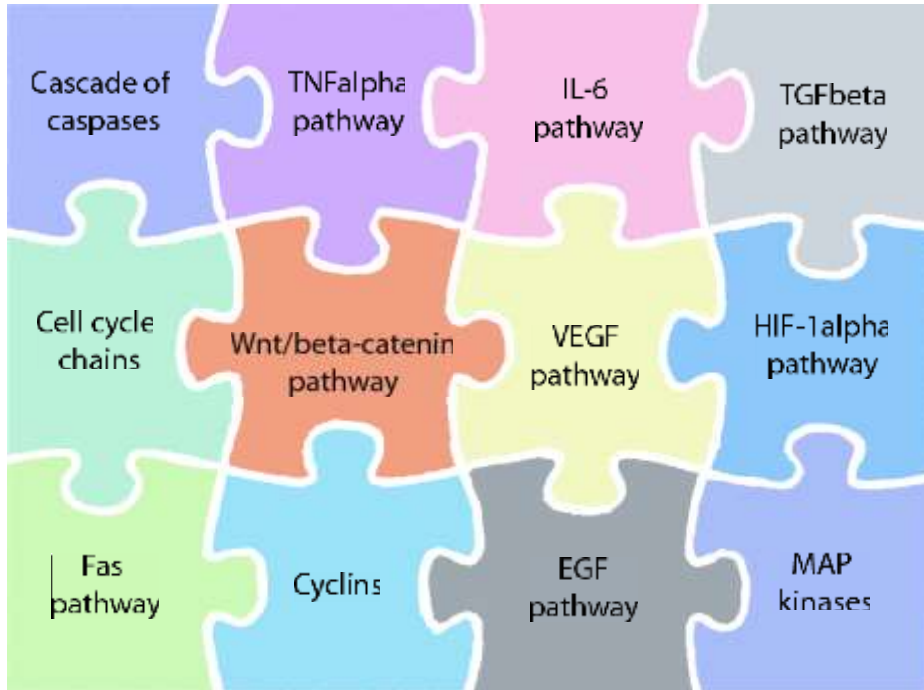 Cascade of
caspases
TNFalpha
pathway
IL-6
pathway
TGFbeta
pathway
Cell cycle
chains
Wnt/beta-catenin
pathway
VEGF
pathway
HIF-1alpha
pathway
Fas
pathway
Cyclins
EGF
pathway
MAP
kinases